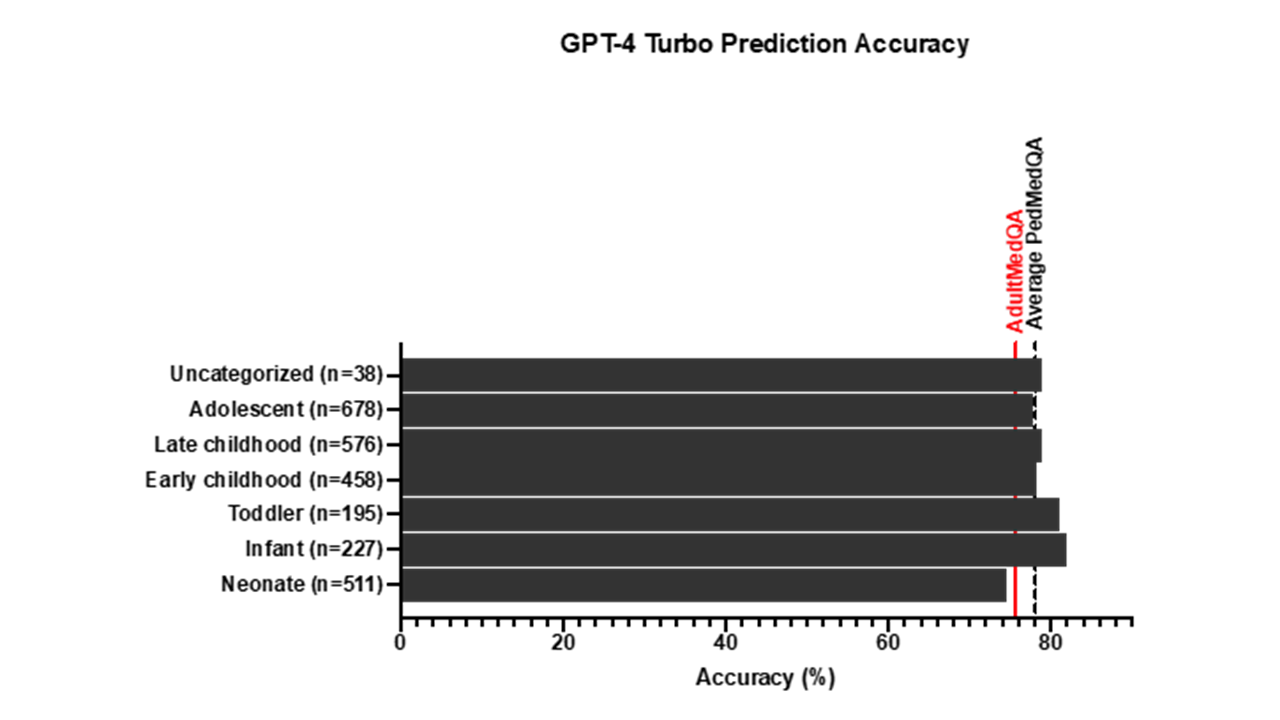 GPT-4 Turbo Prediction Accuracy
AdultMedQA
Average PedMedQA
Uncategorized (n=38)
Adolescent (n=678)
Late childhood (n=576)
Early childhood (n=458)
Toddler (n=195)
Infant (n=227)
Neonate (n=511)
0 20 40 60 80
Accuracy (%)